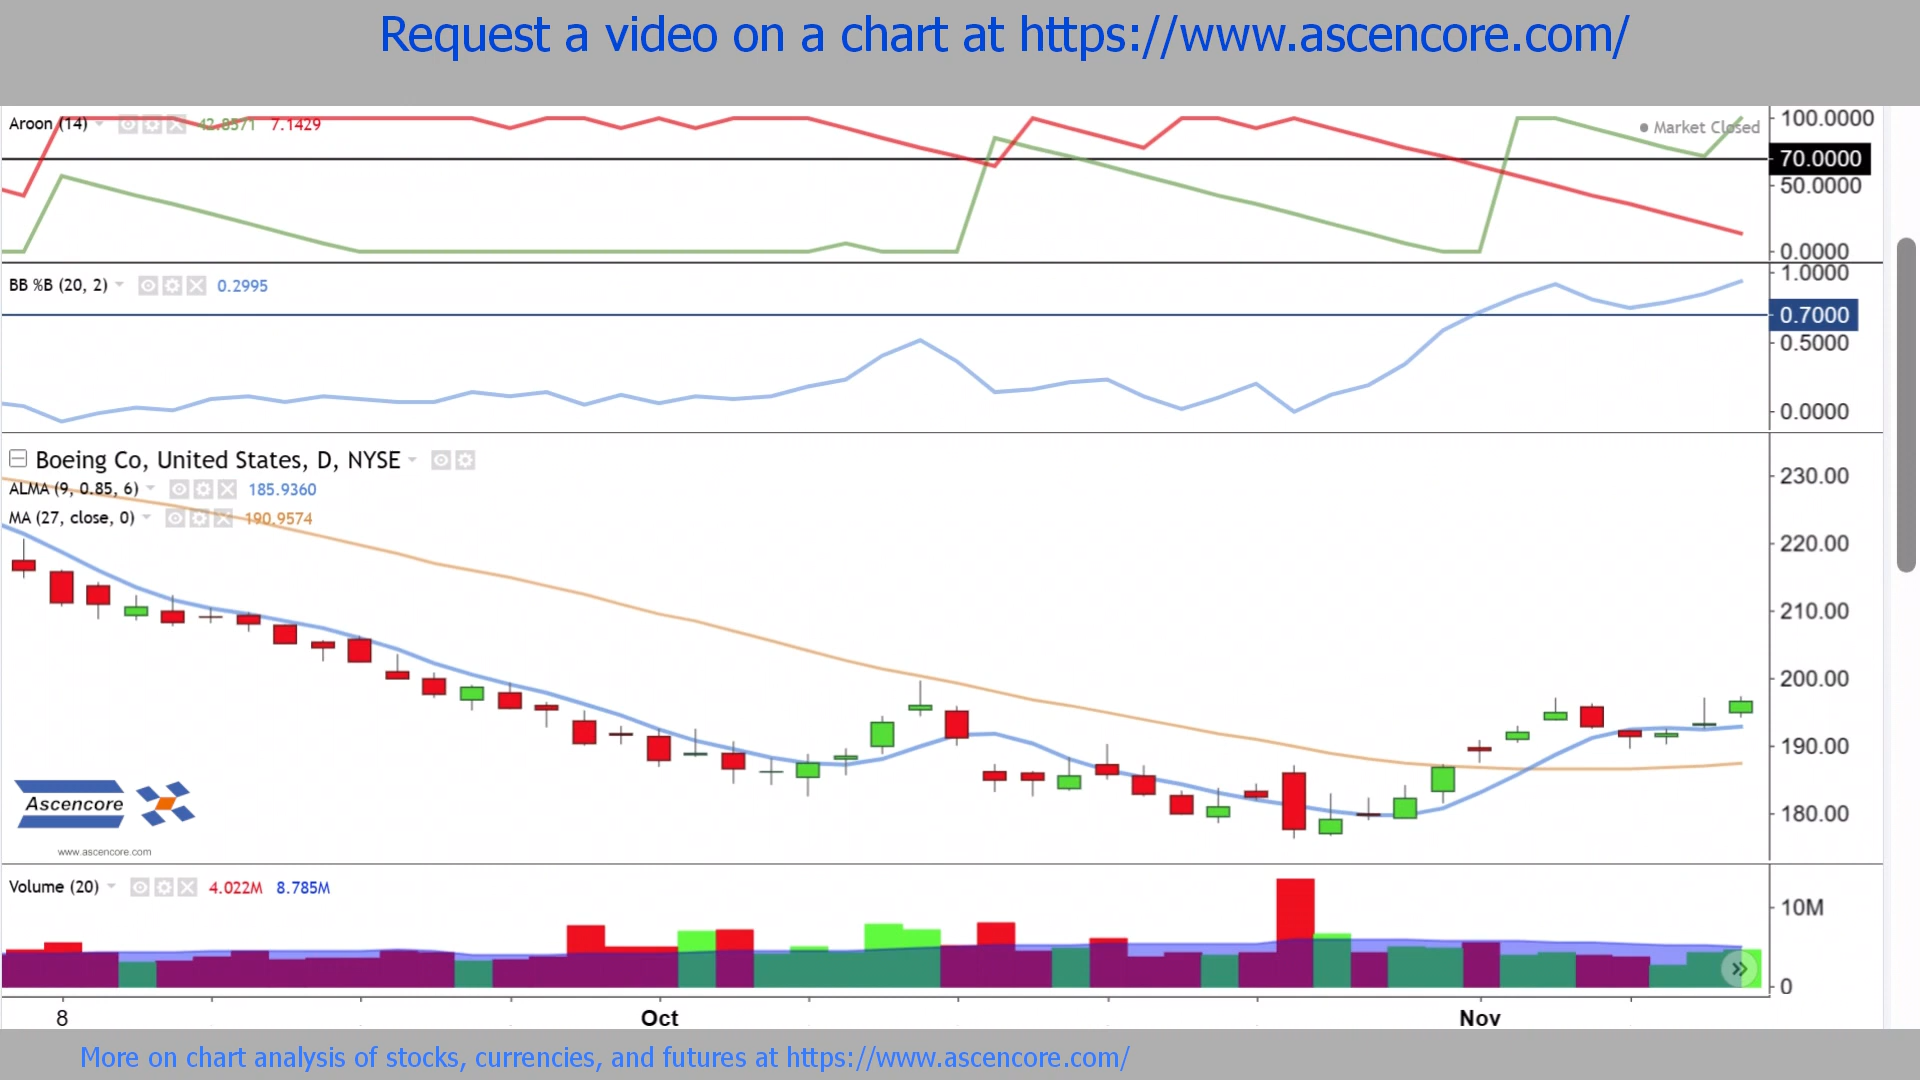 Request a video on a chart at https://www.ascencore.com/
Aroon (14) 42.8571 7.1429
Market Closed
100.0000
70.0000
50.0000
0.0000
BB %B (20, 2) 0.2995
1.0000
0.7000
0.5000
0.0000
Boeing Co, United States, D, NYSE
ALMA (9, 0.85, 6) 185.9360
MA (27, close, 0) 190.9574
230.00
220.00
210.00
200.00
190.00
180.00
Ascencore
www.ascencore.com
Volume (20) 4.022M 8.785M
10M
0
8 Oct Nov
More on chart analysis of stocks, currencies, and futures at https://www.ascencore.com/